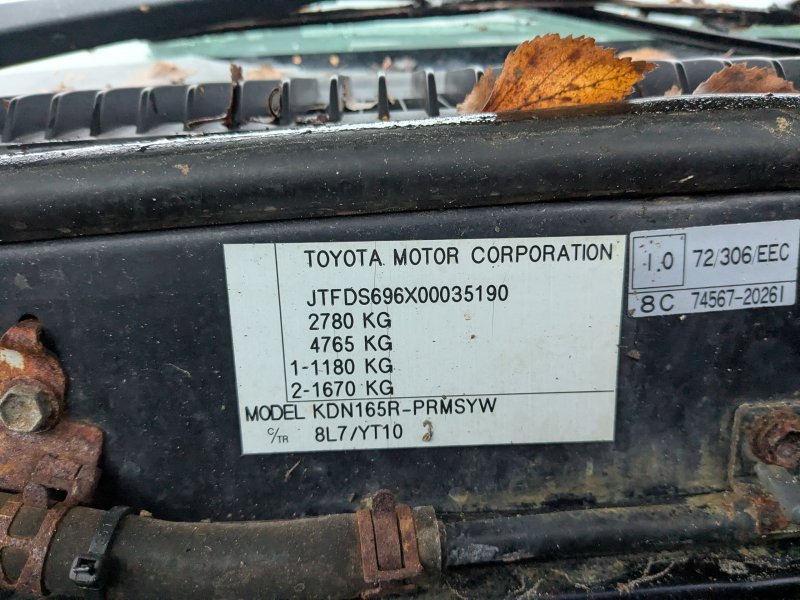 TOYOTA MOTOR CORPORATION
JTFDS696X00035190
2780 KG
4765 KG
1-1180 KG
2-1670 KG
MODEL KDN165R-PRMSYW
C/TR 8L7/YT10
1.0 72/306/EEC
8C 74567-20261